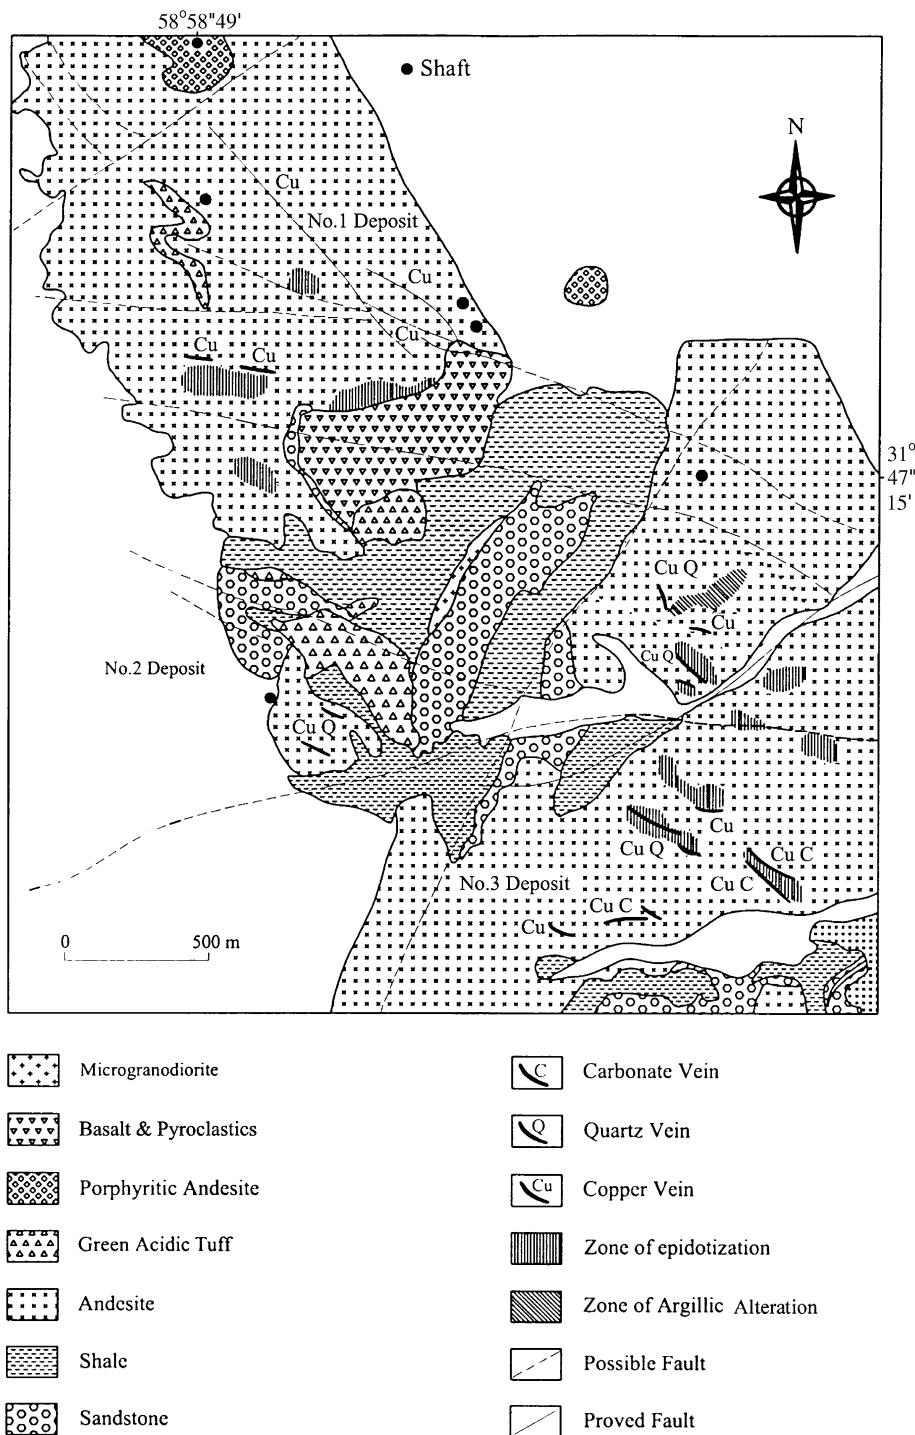 58°58"49'
Shaft
N
Cu
No.1 Deposit
Cu
Cu
Cu
Cu
31°
47"
15'
Cu Q
Cu
Cu Q
No.2 Deposit
Cu Q
Cu
Cu Q
Cu C
Cu C
No.3 Deposit
Cu C
Cu
0 500 m
Microgranodiorite
Basalt & Pyroclastics
Porphyritic Andesite
Green Acidic Tuff
Andesite
Shale
Sandstone
C Carbonate Vein
Q Quartz Vein
Cu Copper Vein
Zone of epidotization
Zone of Argillic Alteration
Possible Fault
Proved Fault